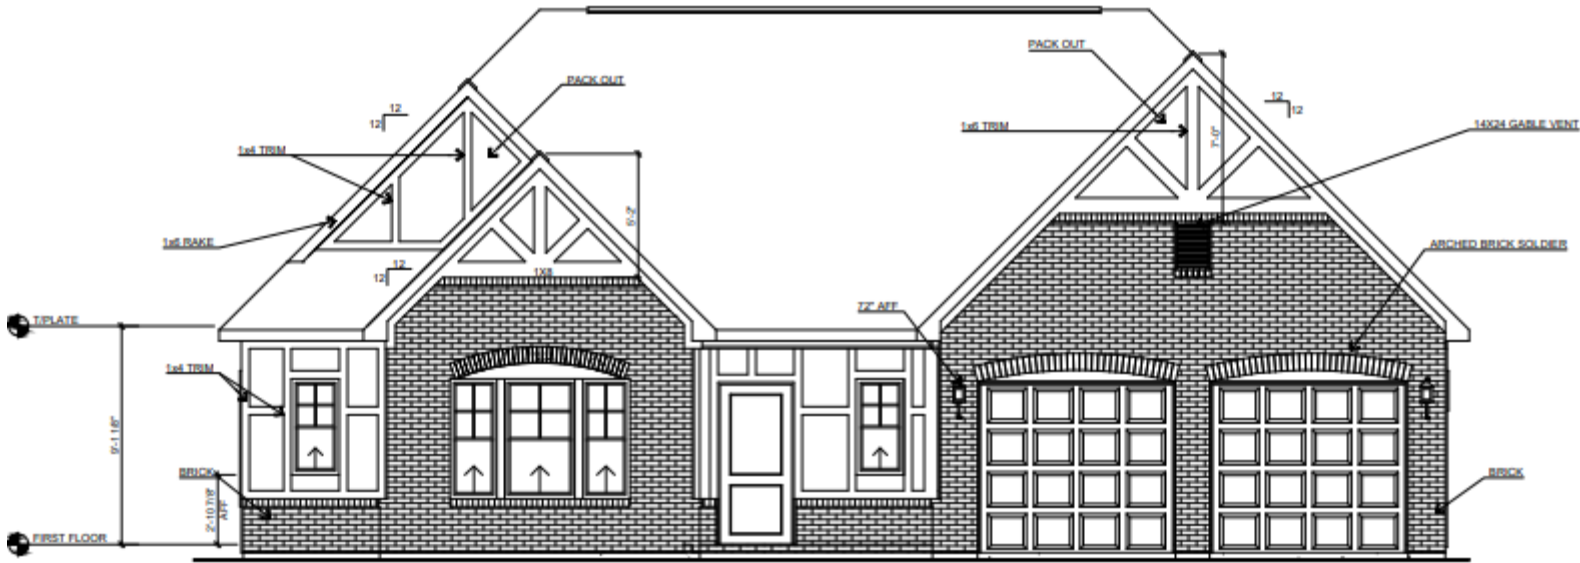 PACK OUT
PACK OUT
12
12
12
12
1x4 TRIM
1x6 TRIM
7'-0"
14X24 GABLE VENT
6'-2"
1x6 RAKE
ARCHED BRICK SOLDIER
12
12
1X8
72" AFF
T/PLATE
1x4 TRIM
9'-1 1/8"
BRICK
BRICK
2'-10 7/8"
AFF
FIRST FLOOR